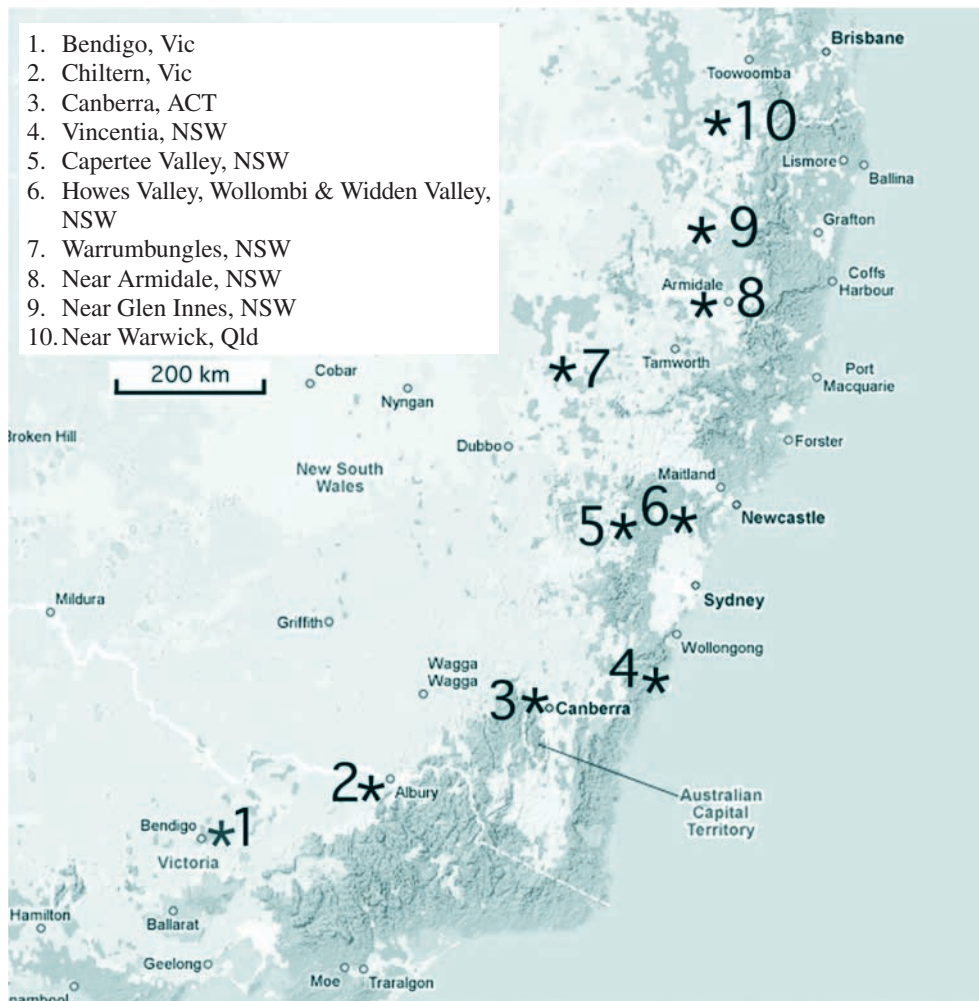 1. Bendigo, Vic
2. Chiltern, Vic
3. Canberra, ACT
4. Vincentia, NSW
5. Capertee Valley, NSW
6. Howes Valley, Wollombi & Widden Valley,
NSW
7. Warrumbungles, NSW
8. Near Armidale, NSW
9. Near Glen Innes, NSW
10. Near Warwick, Qld
200 km
Brisbane
Toowoomba
*10
Lismore
Ballina
* 9
Grafton
Armidale
* 8
Coffs
Harbour
*7
Tamworth
Port
Macquarie
Cobar
Nyngan
Broken Hill
Dubbo
Forster
New South
Wales
Maitland
5*
6*
Newcastle
Mildura
Sydney
Griffith
Wollongong
Wagga
Wagga
4*
3*
Canberra
2*
Albury
Australian
Capital
Territory
Bendigo
*1
Victoria
Hamilton
Ballarat
Geelong
Moe
Traralgon